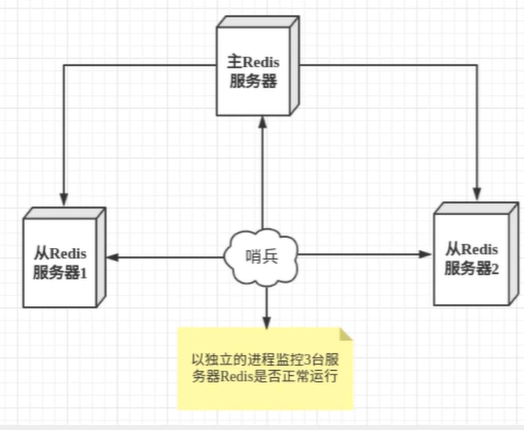 主Redis
服务器
从Redis
服务器1
哨兵
从Redis
服务器2
以独立的进程监控3台服
务器Redis是否正常运行